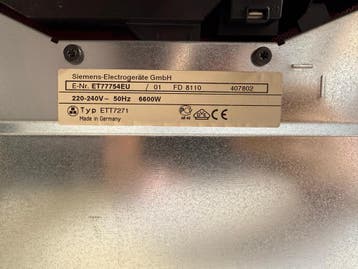 Siemens-Electrogeräte GmbH
E-Nr. ET77754EU / 01 FD 8110 407802
220-240V~ 50Hz 6600W
Typ ETT7271
Made in Germany